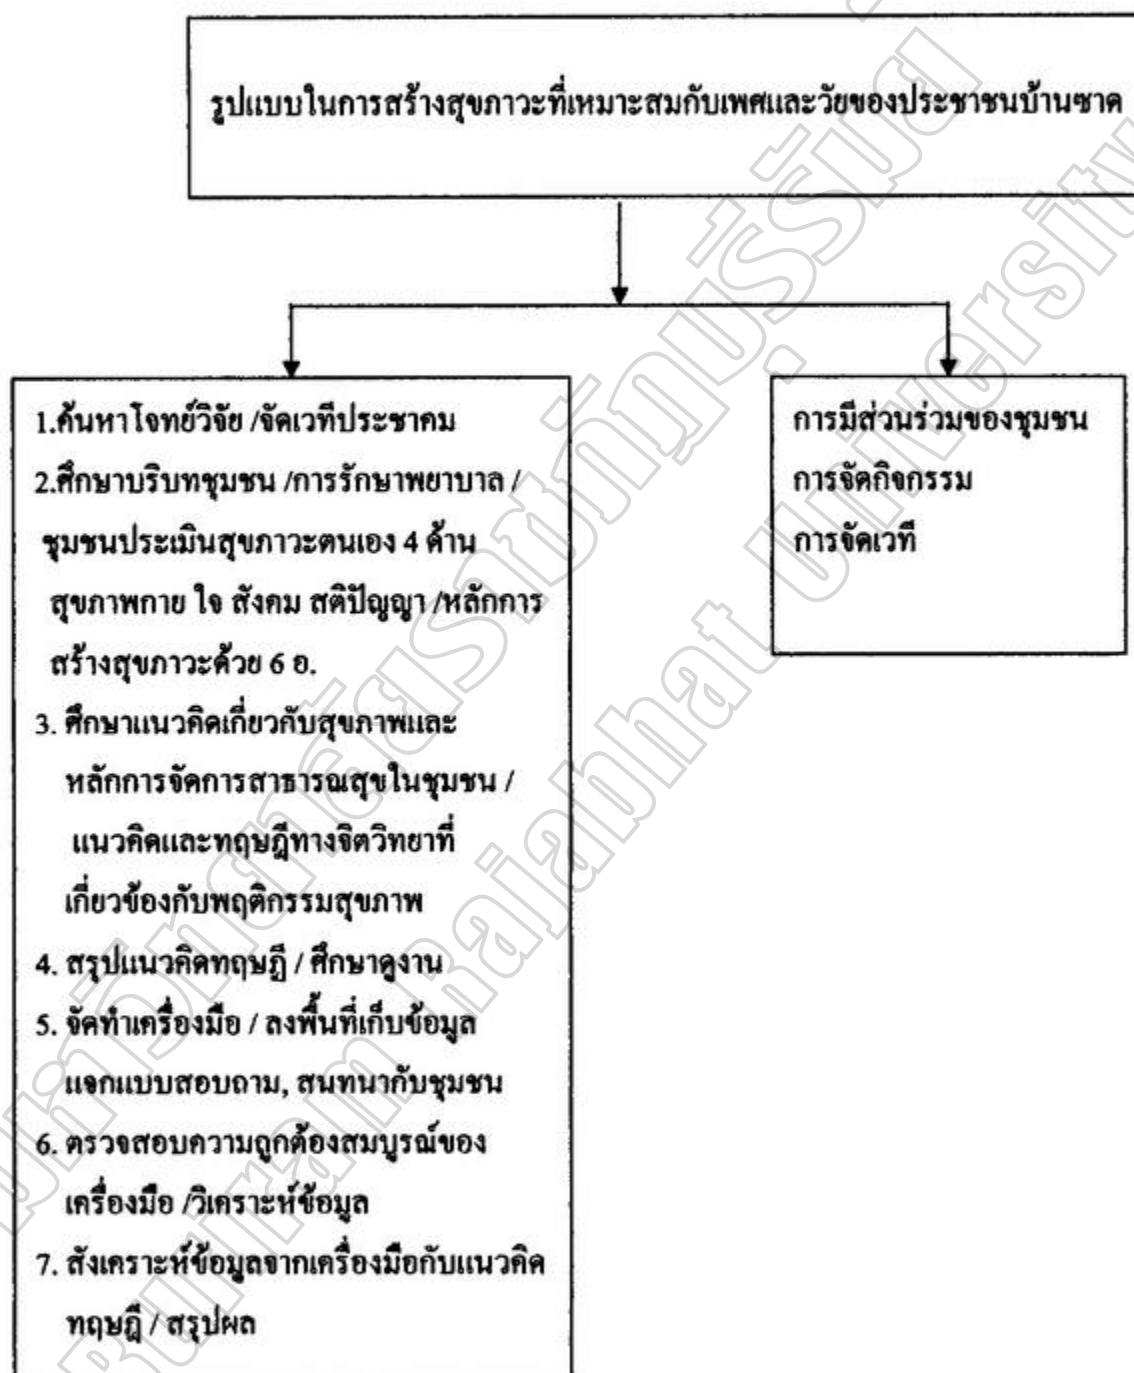 รูปแบบในการสร้างสุขภาวะที่เหมาะสมกับเพศและวัยของประชาชนบ้านซาด
1.ค้นหาโจทย์วิจัย /จัดเวทีประชาคม
2.ศึกษาบริบทชุมชน /การรักษาพยาบาล /
ชุมชนประเมินสุขภาวะตนเอง 4 ด้าน
สุขภาพกาย ใจ สังคม สติปัญญา /หลักการ
สร้างสุขภาวะด้วย 6 อ.
3. ศึกษาแนวคิดเกี่ยวกับสุขภาพและ
หลักการจัดการสาธารณสุขในชุมชน /
แนวคิดและทฤษฎีทางจิตวิทยาที่
เกี่ยวข้องกับพฤติกรรมสุขภาพ
4. สรุปแนวคิดทฤษฎี / ศึกษาดูงาน
5. จัดทำเครื่องมือ / ลงพื้นที่เก็บข้อมูล
แจกแบบสอบถาม, สนทนากับชุมชน
6. ตรวจสอบความถูกต้องสมบูรณ์ของ
เครื่องมือ /วิเคราะห์ข้อมูล
7. สังเคราะห์ข้อมูลจากเครื่องมือกับแนวคิด
ทฤษฎี / สรุปผล
การมีส่วนร่วมของชุมชน
การจัดกิจกรรม
การจัดเวที
Buriram Rajabhat University